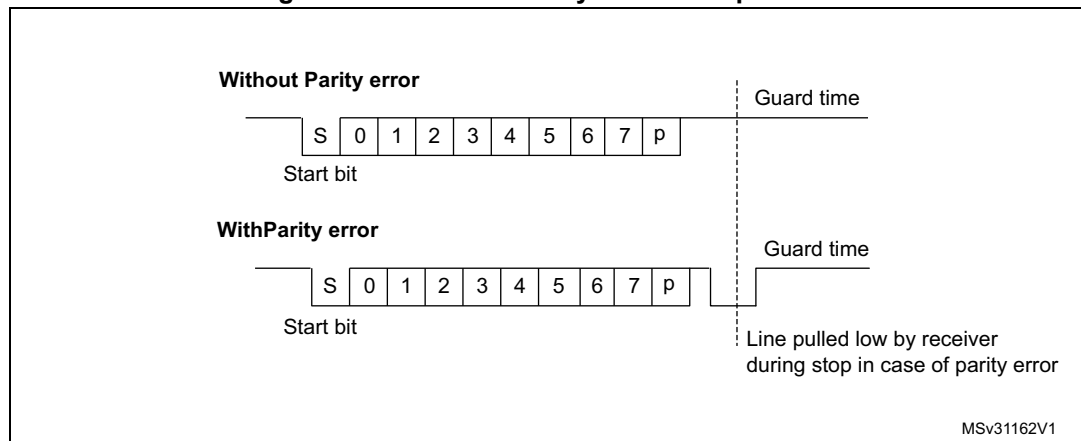 Without Parity error
Guard time
S 0 1 2 3 4 5 6 7 p
Start bit
WithParity error
Guard time
S 0 1 2 3 4 5 6 7 p
Start bit
Line pulled low by receiver
during stop in case of parity error
MSv31162V1